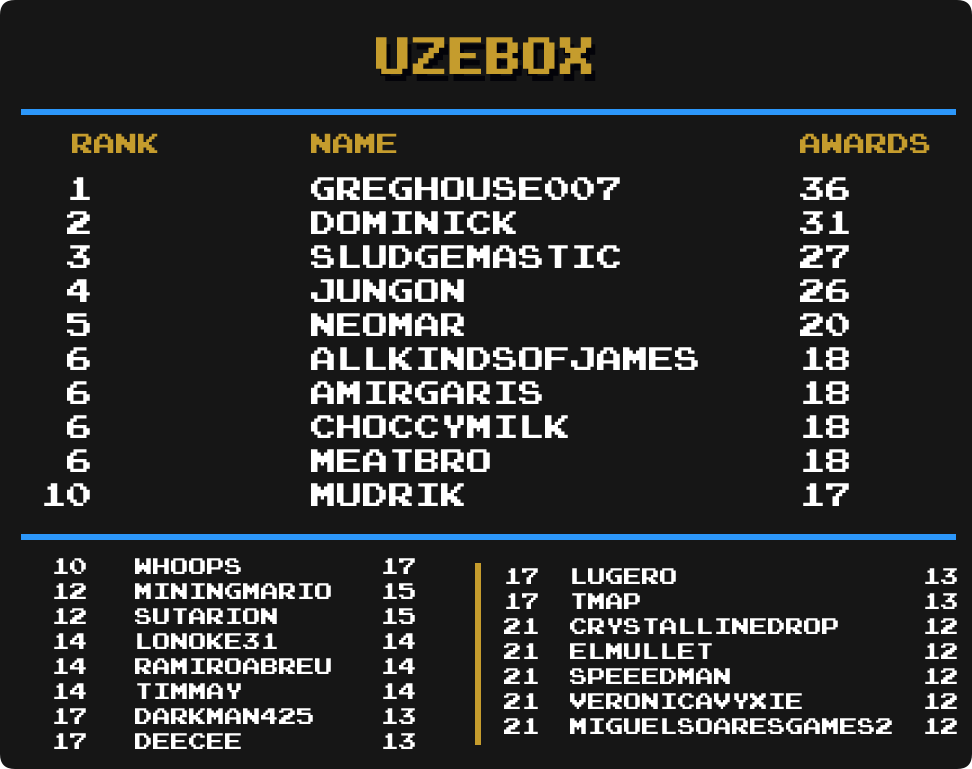 UZEBOX
RANK NAME AWARDS
1 GREGHOUSE007 36
2 DOMINICK 31
3 SLUDGEMASTIC 27
4 JUNGON 26
5 NEOMAR 20
6 ALLKINDSOFJAMES 18
6 AMIRGARIS 18
6 CHOCCYMILK 18
6 MEATBRO 18
10 MUDRIK 17
10 WHOOPS 17
12 MININGMARIO 15
12 SUTARION 15
14 LONOKE31 14
14 RAMIROABREU 14
14 TIMMAY 14
17 DARKMAN425 13
17 DEECEE 13
17 LUGERO 13
17 TMAP 13
21 CRYSTALLINEDROP 12
21 ELMULLET 12
21 SPEEEDMAN 12
21 VERONICAVYXIE 12
21 MIGUELSOARESGAMES2 12